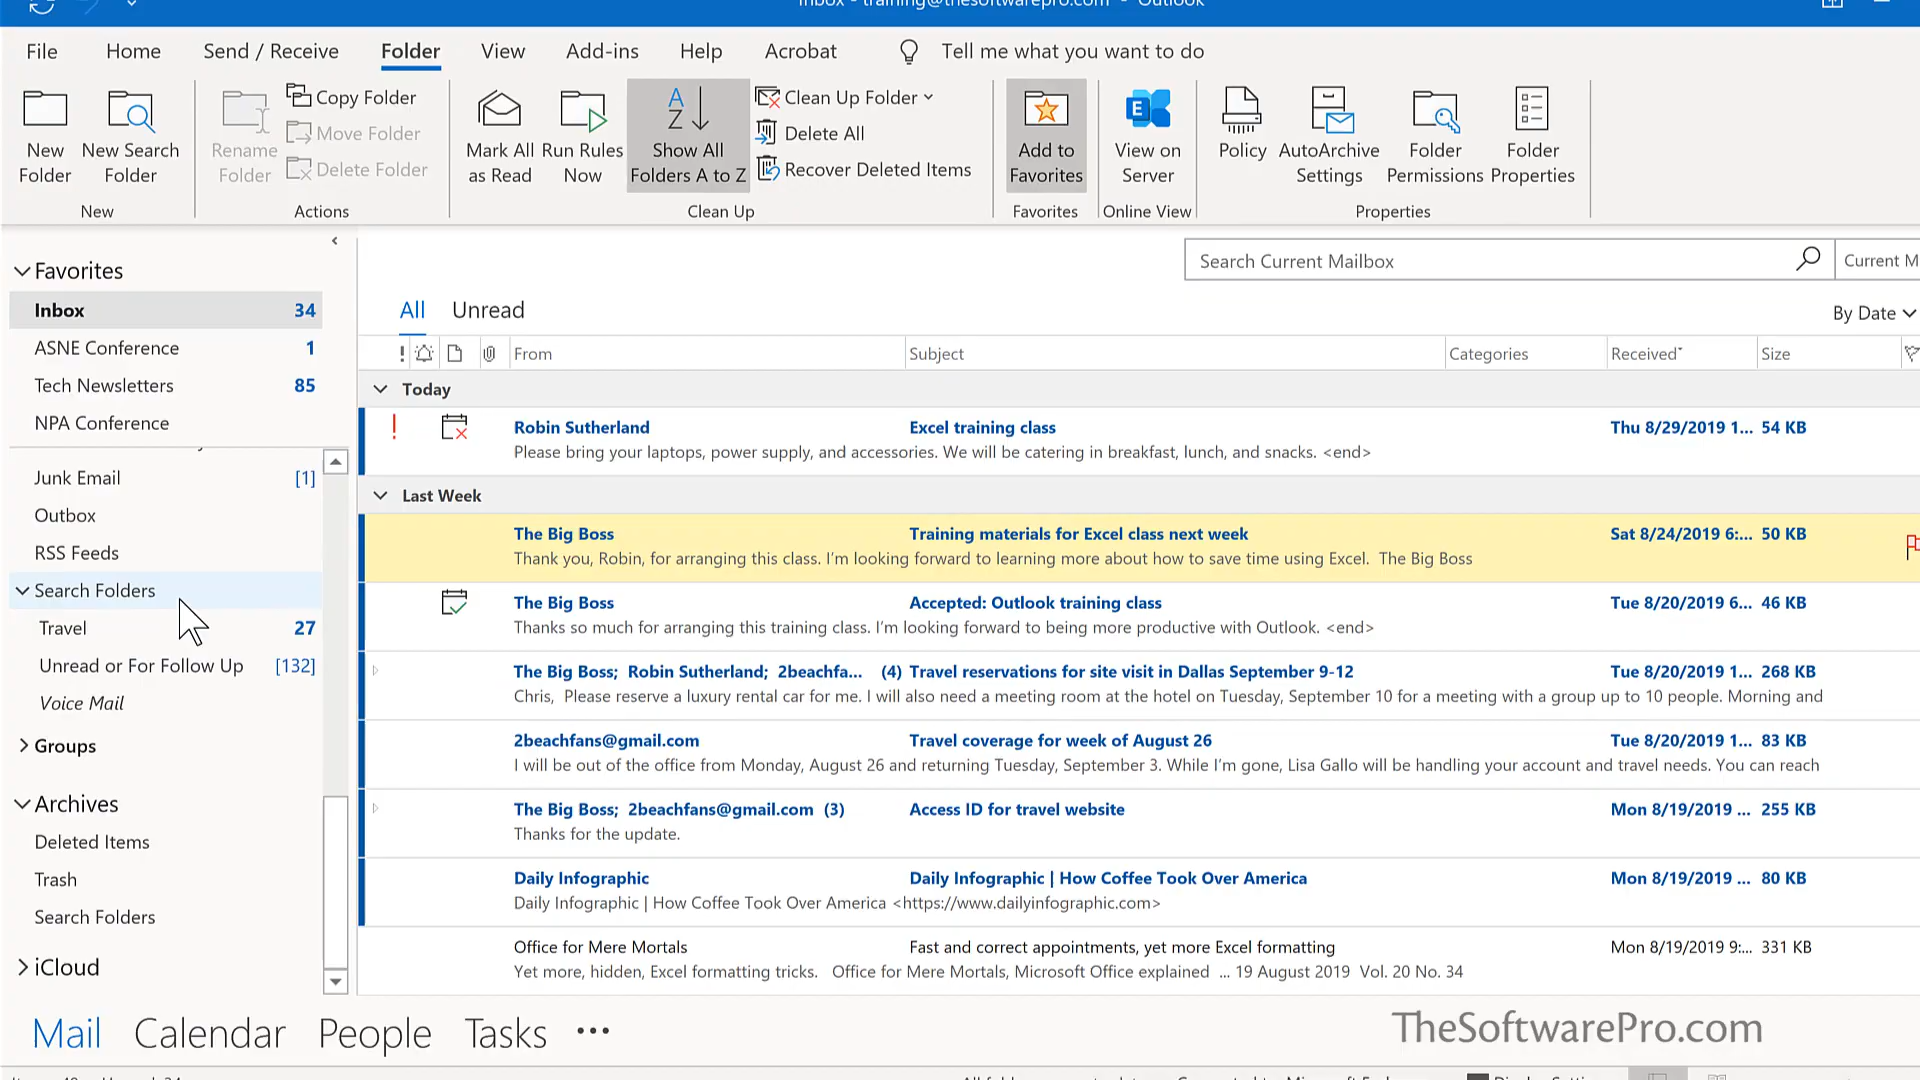 Inbox - training@thesoftwarepro.com - Outlook
File Home Send / Receive Folder View Add-ins Help Acrobat Tell me what you want to do
New Folder
New Search Folder
New
Rename Folder
Copy Folder
Move Folder
Delete Folder
Actions
Mark All as Read
Run Rules Now
Show All Folders A to Z
Clean Up Folder
Delete All
Recover Deleted Items
Clean Up
Add to Favorites
Favorites
View on Server
Online View
Policy
AutoArchive Settings
Folder Permissions
Folder Properties
Properties
Favorites
Inbox 34
ASNE Conference 1
Tech Newsletters 85
NPA Conference
Junk Email [1]
Outbox
RSS Feeds
Search Folders
Travel 27
Unread or For Follow Up [132]
Voice Mail
Groups
Archives
Deleted Items
Trash
Search Folders
iCloud
Search Current Mailbox Current M
All Unread By Date
! From Subject Categories Received Size
Today
Robin Sutherland Excel training class Thu 8/29/2019 1... 54 KB
Please bring your laptops, power supply, and accessories. We will be catering in breakfast, lunch, and snacks. <end>
Last Week
The Big Boss Training materials for Excel class next week Sat 8/24/2019 6:... 50 KB
Thank you, Robin, for arranging this class. I'm looking forward to learning more about how to save time using Excel. The Big Boss
The Big Boss Accepted: Outlook training class Tue 8/20/2019 6... 46 KB
Thanks so much for arranging this training class. I'm looking forward to being more productive with Outlook. <end>
The Big Boss; Robin Sutherland; 2beachfa... (4) Travel reservations for site visit in Dallas September 9-12 Tue 8/20/2019 1... 268 KB
Chris, Please reserve a luxury rental car for me. I will also need a meeting room at the hotel on Tuesday, September 10 for a meeting with a group up to 10 people. Morning and
2beachfans@gmail.com Travel coverage for week of August 26 Tue 8/20/2019 1... 83 KB
I will be out of the office from Monday, August 26 and returning Tuesday, September 3. While I'm gone, Lisa Gallo will be handling your account and travel needs. You can reach
The Big Boss; 2beachfans@gmail.com (3) Access ID for travel website Mon 8/19/2019 ... 255 KB
Thanks for the update.
Daily Infographic Daily Infographic | How Coffee Took Over America Mon 8/19/2019 ... 80 KB
Daily Infographic | How Coffee Took Over America <https://www.dailyinfographic.com>
Office for Mere Mortals Fast and correct appointments, yet more Excel formatting Mon 8/19/2019 9:... 331 KB
Yet more, hidden, Excel formatting tricks. Office for Mere Mortals, Microsoft Office explained ... 19 August 2019 Vol. 20 No. 34
Mail Calendar People Tasks ...
TheSoftwarePro.com